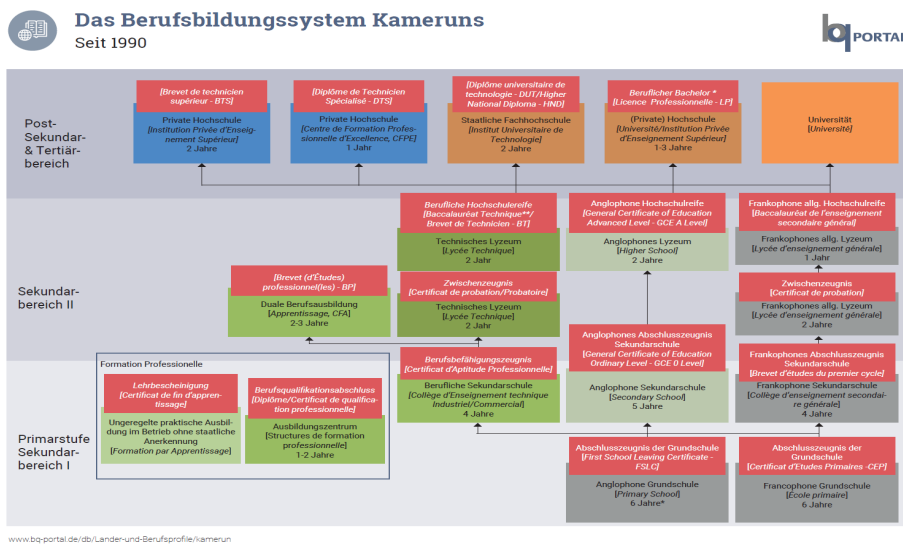 Das Berufsbildungssystem Kameruns
Seit 1990
bq PORTAL
Post-
Sekundar-
& Tertiär-
bereich
[Brevet de technicien
supérieur - BTS]
Private Hochschule
[Institution Privée d'Enseig-
nement Supérieur]
2 Jahre
[Diplôme de Technicien
Spécialisé - DTS]
Private Hochschule
[Centre de Formation Profes-
sionnelle d'Excellence, CFPE]
1 Jahr
[Diplôme universitaire de
technologie - DUT/Higher
National Diploma - HND]
Staatliche Fachhochschule
[Institut Universitaire de
Technologie]
2 Jahre
Beruflicher Bachelor *
[Licence Professionnelle - LP]
(Private) Hochschule
[Université/Institution Privée
d'Enseignement Supérieur]
1-3 Jahre
Universität
[Université]
Sekundar-
bereich II
Berufliche Hochschulereife
[Baccalauréat Technique**/
Brevet de Technicien - BT]
Technisches Lyzeum
[Lycée Technique]
2 Jahr
Anglophone Hochschulreife
[General Certificate of Education
Advanced Level - GCE A Level]
Anglophones Lyzeum
[Higher School]
2 Jahre
Frankophone allg. Hochschulreife
[Baccalauréat de l'enseignement
secondaire général]
Frankophones allg. Lyzeum
[Lycée d'enseignement générale]
1 Jahr
[Brevet (d'Études)
professionnel(les) - BP]
Duale Berufsausbildung
[Apprentissage, CFA]
2-3 Jahre
Zwischenzeugnis
[Certificat de probation/Probatoire]
Technisches Lyzeum
[Lycée Technique]
2 Jahr
Zwischenzeugnis
[Certificat de probation]
Frankophones allg. Lyzeum
[Lycée d'enseignement générale]
2 Jahre
Primarstufe
Sekundar-
bereich I
Formation Professionelle
Lehrbescheinigung
[Certificat de fin d'appren-
tissage]
Ungeregelte praktische Ausbil-
dung im Betrieb ohne staatliche
Anerkennung
[Formation par Apprentissage]
Berufsqualifikationsabschluss
[Diplôme/Certificat de qualifica-
tion professionelle]
Ausbildungszentrum
[Structures de formation
professionelle]
1-2 Jahre
Berufsbefähigungszeugnis
[Certificat d'Aptitude Professionelle]
Berufliche Sekundarschule
[Collège d'Enseignement technique
Industriel/Commercial]
4 Jahre
Anglophones Abschlusszeugnis
Sekundarschule
[General Certificate of Education
Ordinary Level - GCE 0 Level]
Anglophone Sekundarschule
[Secondary School]
5 Jahre
Frankophones Abschlusszeugnis
Sekundarschule
[Brevet d'études du premier cycle]
Frankophone Sekundarschule
[Collège d'enseignement secondai-
re générale]
4 Jahre
Abschlusszeugnis der Grundschule
[First School Leaving Certificate -
FSLC]
Anglophone Grundschule
[Primary School]
6 Jahre*
Abschlusszeugnis der
Grundschule
[Certificat d'Etudes Primaires -CEP]
Francophone Grundschule
[École primaire]
6 Jahre
www.bq-portal.de/db/Lander-und-Berufsprofile/kamerun